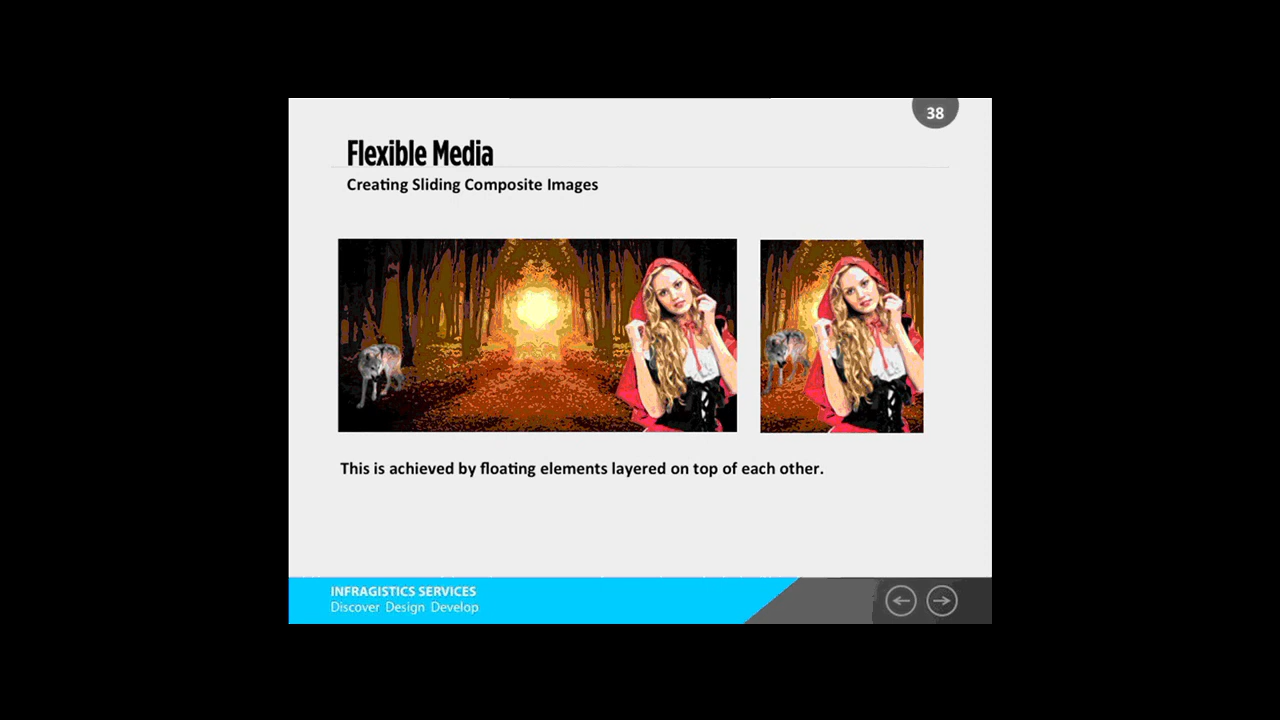 38
Flexible Media
Creating Sliding Composite Images
This is achieved by floating elements layered on top of each other.
INFRAGISTICS SERVICES
Discover Design Develop